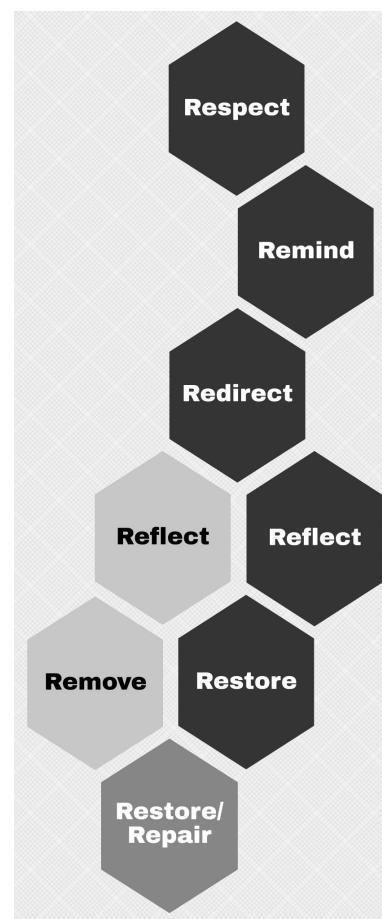 Respect
Remind
Redirect
Reflect
Reflect
Remove
Restore
Restore/
Repair